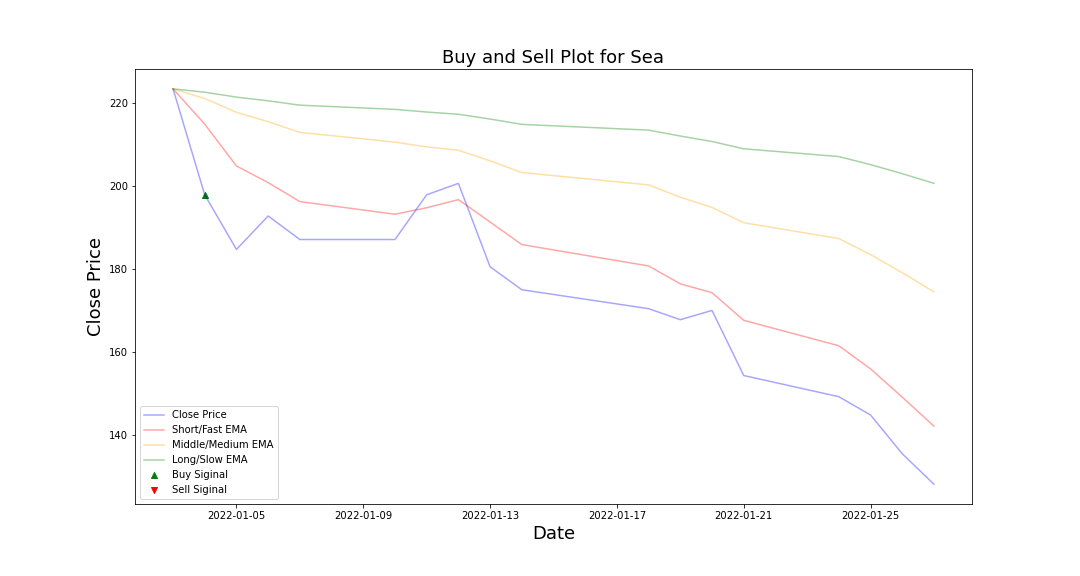 Buy and Sell Plot for Sea
Close Price
220
200
180
160
140
Close Price
Short/Fast EMA
Middle/Medium EMA
Long/Slow EMA
Buy Siginal
Sell Siginal
2022-01-05 2022-01-09 2022-01-13 2022-01-17 2022-01-21 2022-01-25
Date